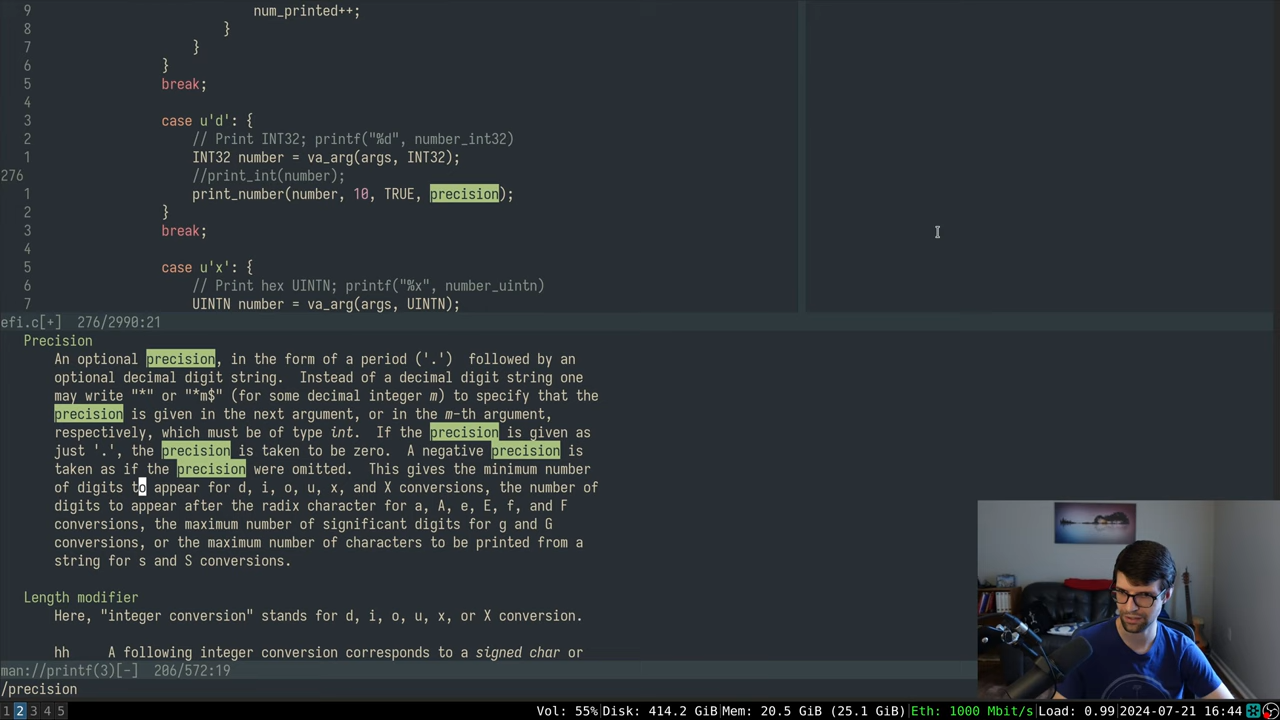 9 num_printed++;
8 }
7 }
6 }
5 break;
4
3 case u'd': {
2 // Print INT32; printf("%d", number_int32)
1 INT32 number = va_arg(args, INT32);
276 //print_int(number);
1 print_number(number, 10, TRUE, precision);
2 }
3 break;
4
5 case u'x': {
6 // Print hex UINTN; printf("%x", number_uintn)
7 UINTN number = va_arg(args, UINTN);
efi.c[+] 276/2990:21
Precision
An optional precision, in the form of a period ('.') followed by an
optional decimal digit string. Instead of a decimal digit string one
may write "*" or "*m$" (for some decimal integer m) to specify that the
precision is given in the next argument, or in the m-th argument,
respectively, which must be of type int. If the precision is given as
just '.', the precision is taken to be zero. A negative precision is
taken as if the precision were omitted. This gives the minimum number
of digits to appear for d, i, o, u, x, and X conversions, the number of
digits to appear after the radix character for a, A, e, E, f, and F
conversions, the maximum number of significant digits for g and G
conversions, or the maximum number of characters to be printed from a
string for s and S conversions.
Length modifier
Here, "integer conversion" stands for d, i, o, u, x, or X conversion.
hh A following integer conversion corresponds to a signed char or
man://printf(3)[-] 206/572:19
/precision
1 2 3 4 5 Vol: 55%|Disk: 414.2 GiB|Mem: 20.5 GiB (25.1 GiB)|Eth: 1000 Mbit/s|Load: 0.99|2024-07-21 16:44